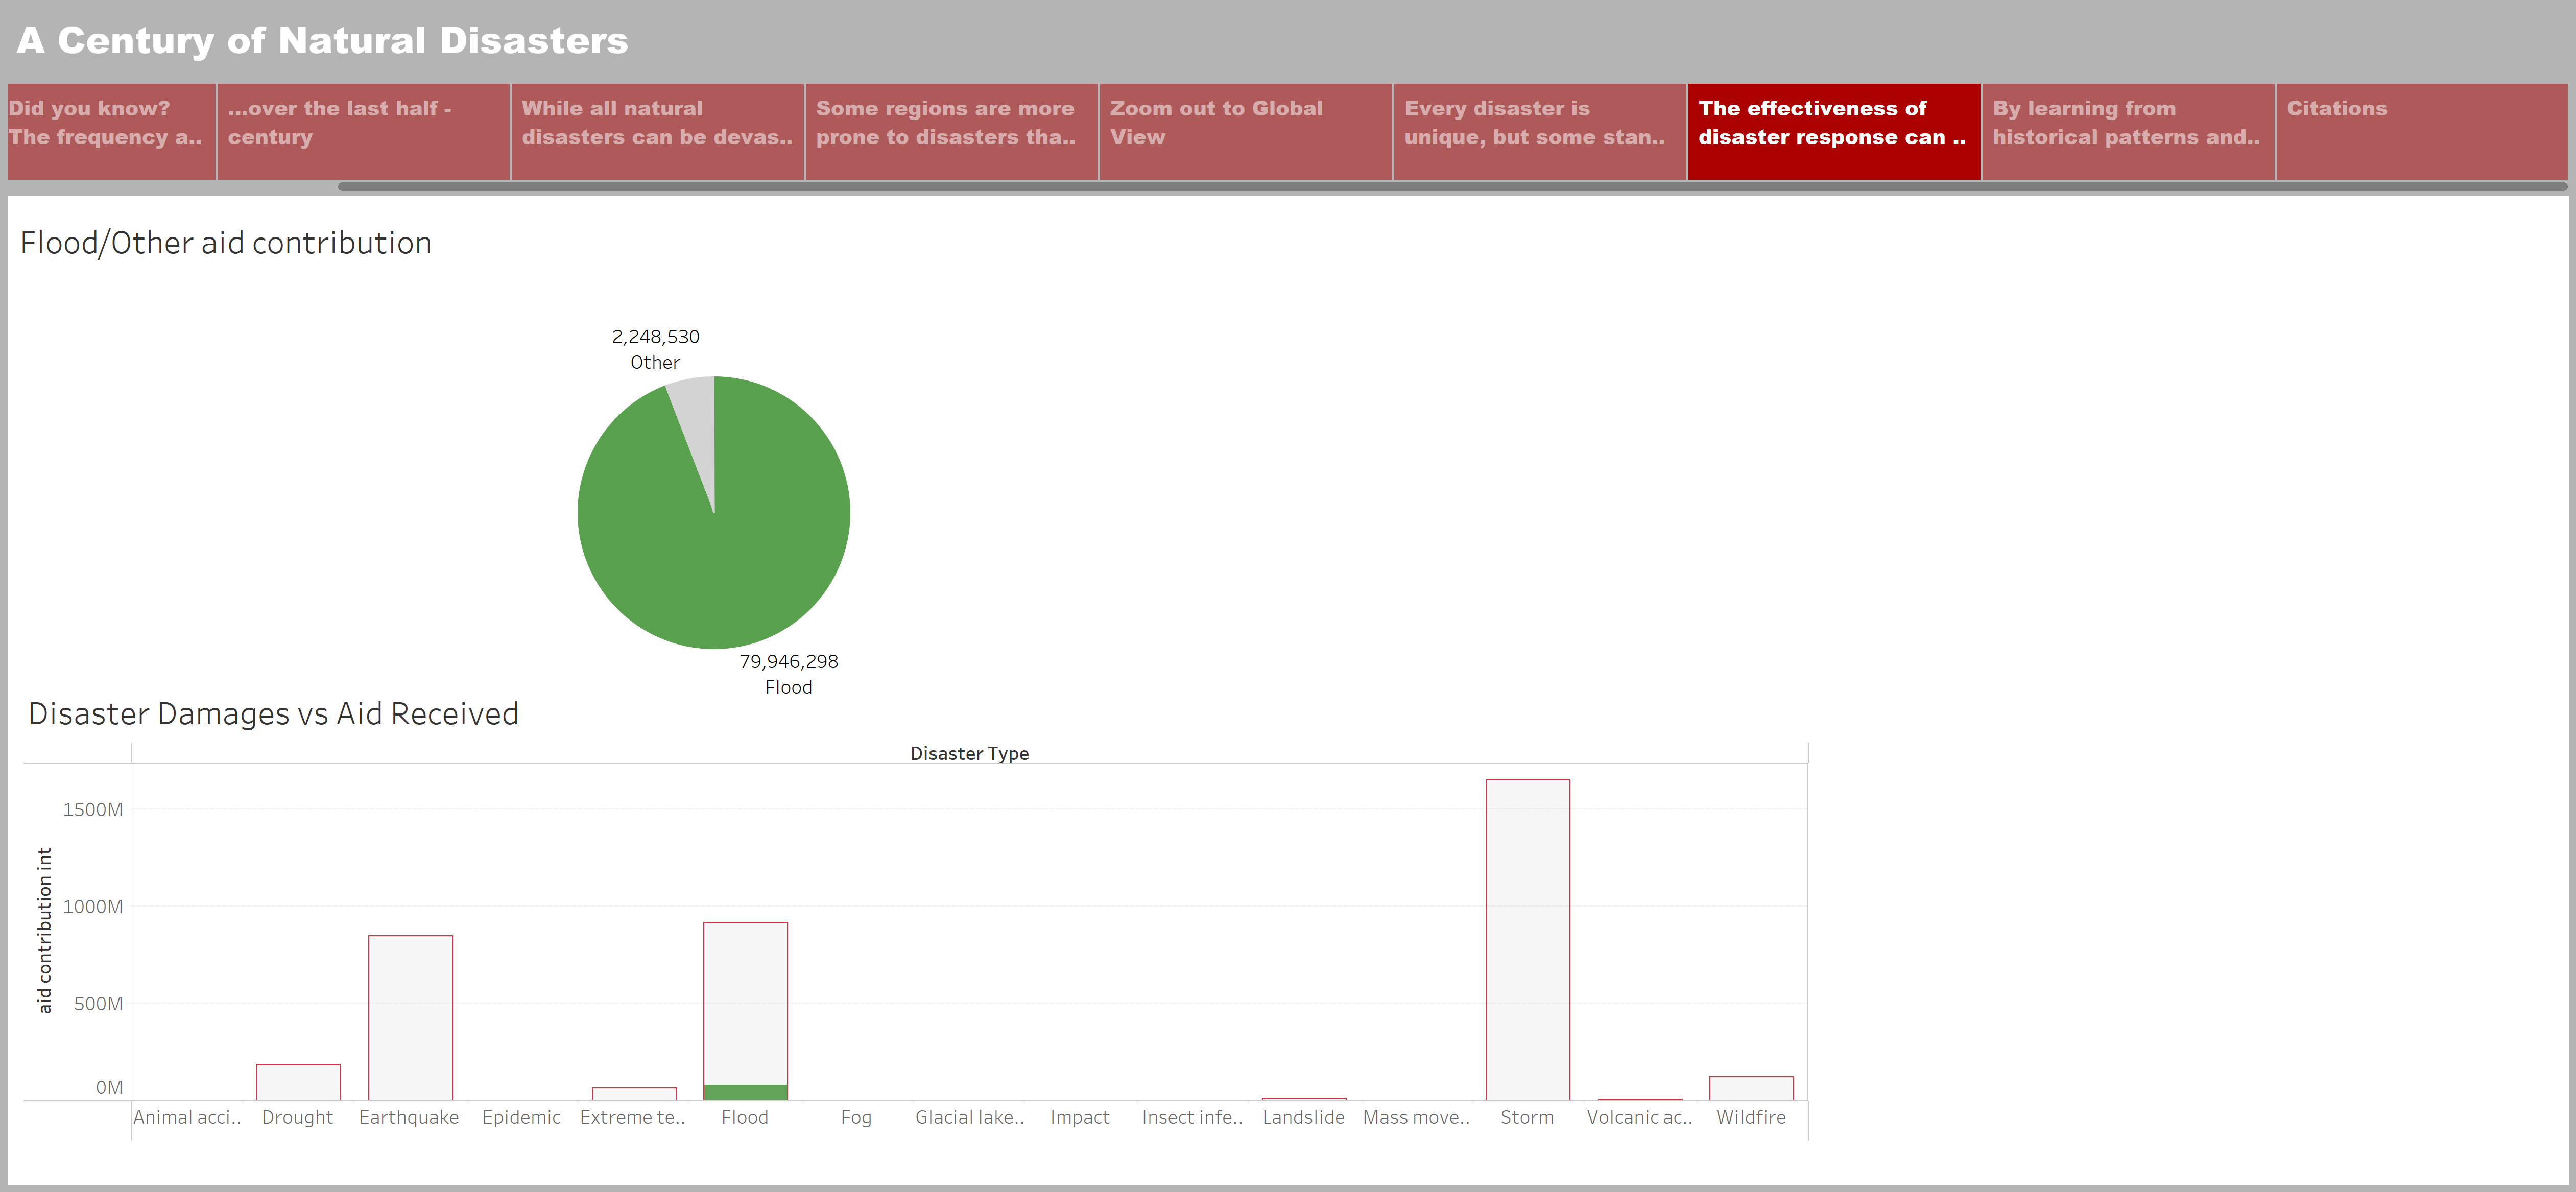 A Century of Natural Disasters
Did you know?
The frequency a..
...over the last half -
century
While all natural
disasters can be devas..
Some regions are more
prone to disasters tha..
Zoom out to Global
View
Every disaster is
unique, but some stan..
The effectiveness of
disaster response can ..
By learning from
historical patterns and..
Citations
Flood/Other aid contribution
2,248,530
Other
79,946,298
Flood
Disaster Damages vs Aid Received
Disaster Type
aid contribution int
1500M
1000M
500M
0M
Animal acci..
Drought
Earthquake
Epidemic
Extreme te..
Flood
Fog
Glacial lake..
Impact
Insect infe..
Landslide
Mass move..
Storm
Volcanic ac..
Wildfire